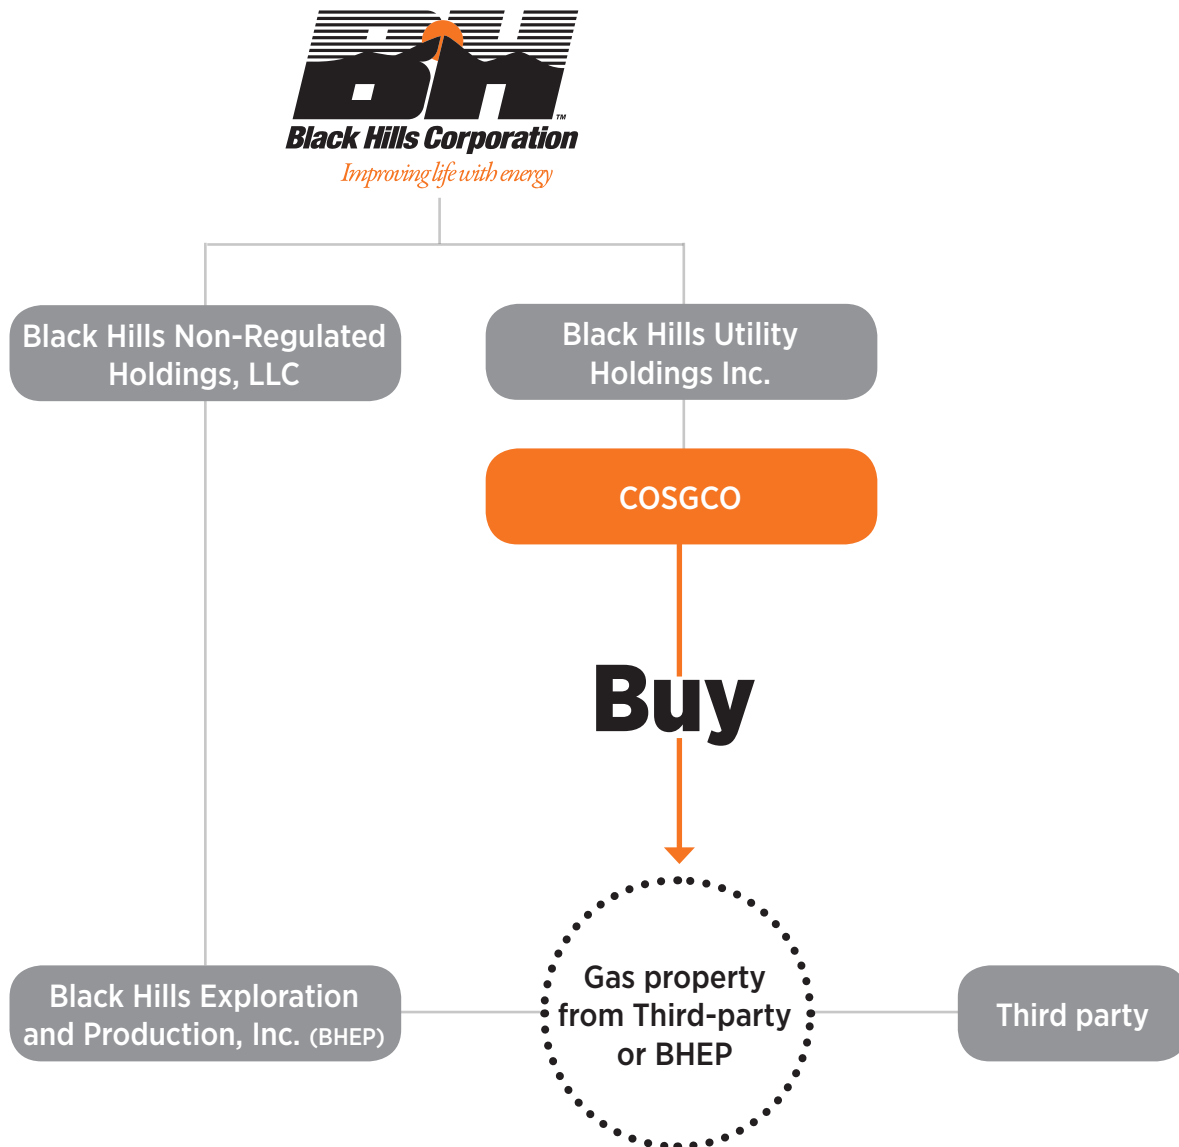 BH™
Black Hills Corporation
Improving life with energy
Black Hills Non-Regulated
Holdings, LLC
Black Hills Utility
Holdings Inc.
COSGCO
Buy
Gas property
from Third-party
or BHEP
Black Hills Exploration
and Production, Inc. (BHEP)
Third party